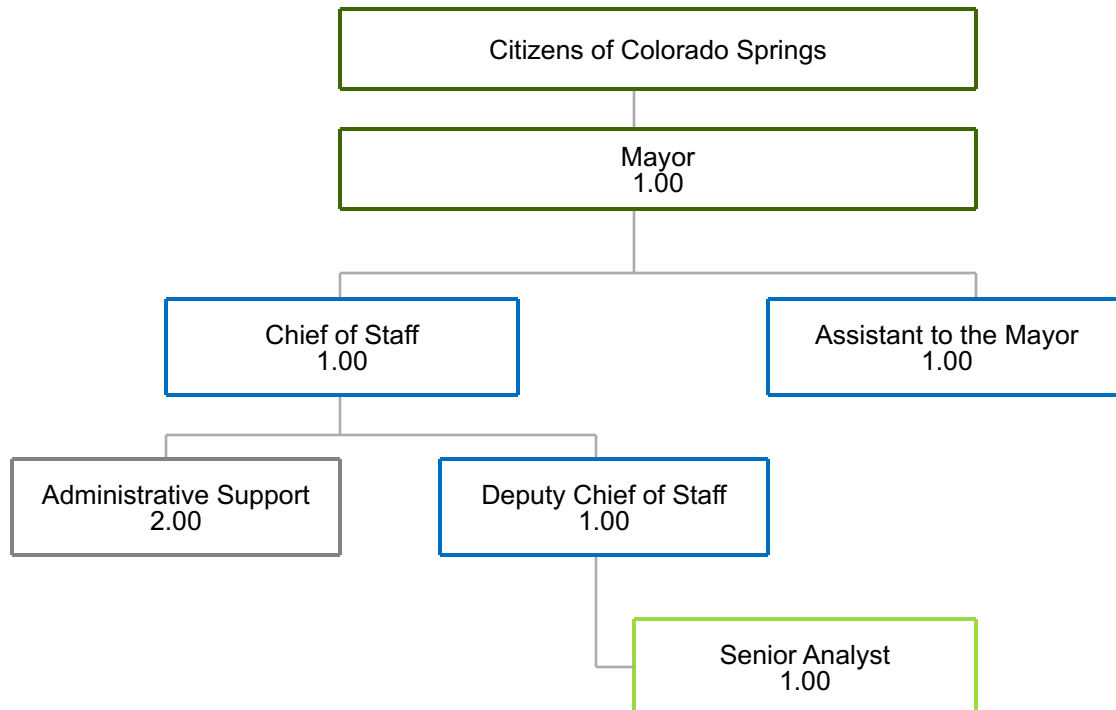 Citizens of Colorado Springs
Mayor
1.00
Chief of Staff
1.00
Assistant to the Mayor
1.00
Administrative Support
2.00
Deputy Chief of Staff
1.00
Senior Analyst
1.00